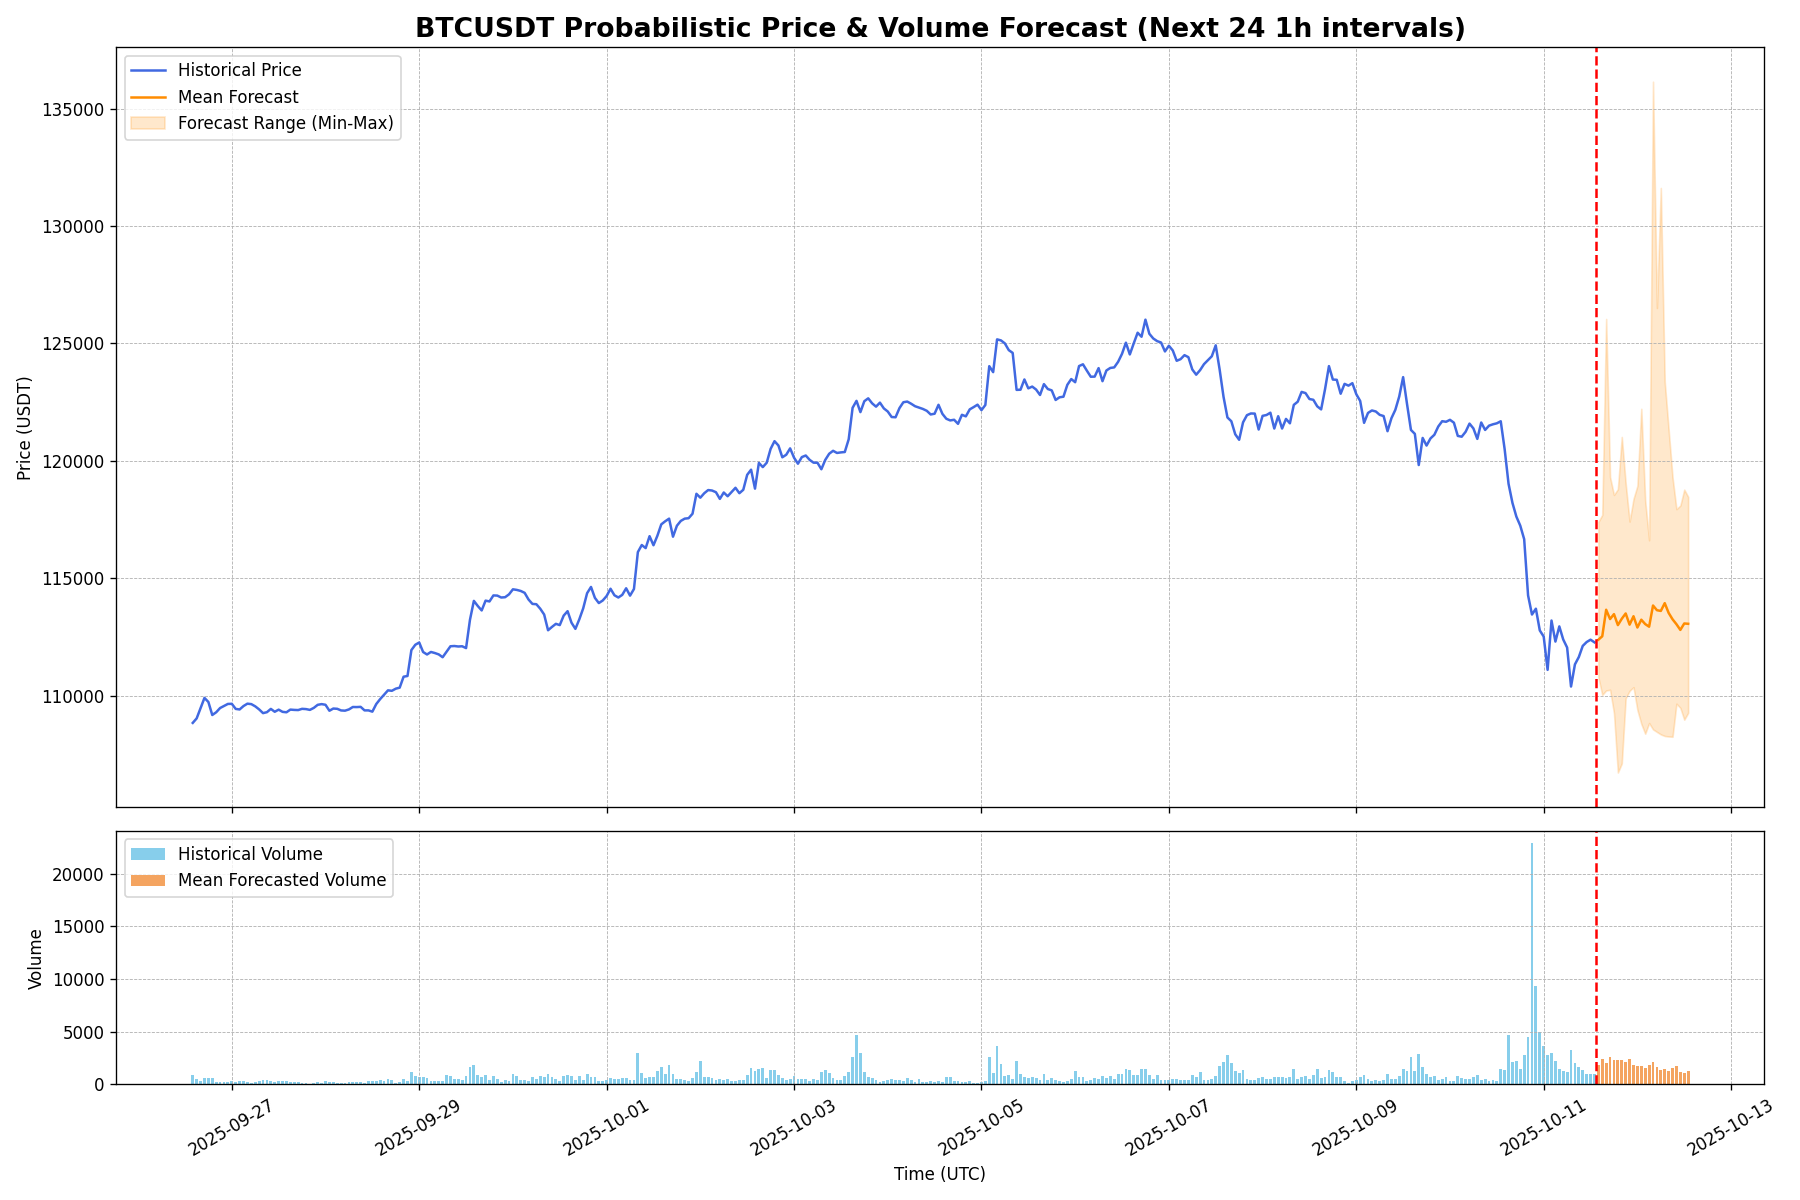 BTCUSDT Probabilistic Price & Volume Forecast (Next 24 1h intervals)
Historical Price
Mean Forecast
Forecast Range (Min-Max)
Price (USDT)
135000
130000
125000
120000
115000
110000
Historical Volume
Mean Forecasted Volume
Volume
20000
15000
10000
5000
0
2025-09-27
2025-09-29
2025-10-01
2025-10-03
2025-10-05
2025-10-07
2025-10-09
2025-10-11
2025-10-13
Time (UTC)